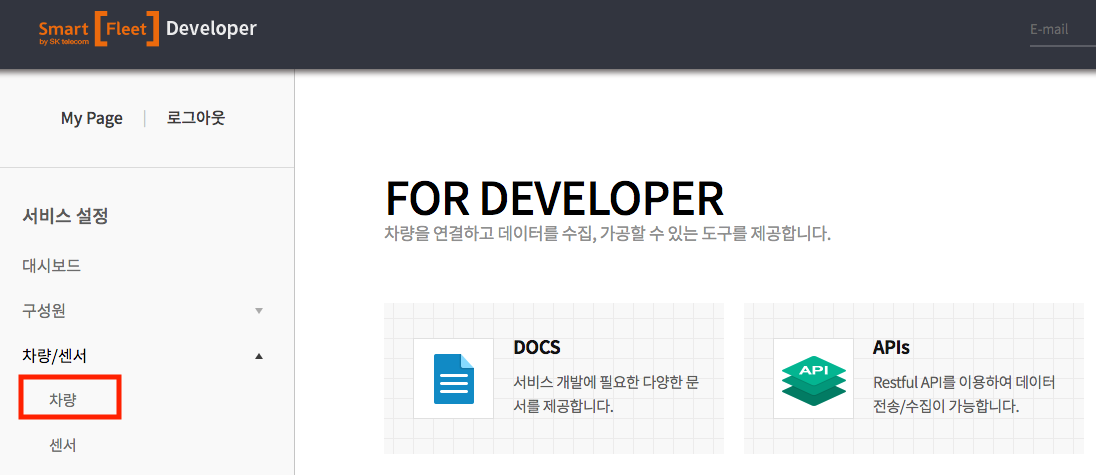 Smart [Fleet] Developer
by SK telecom
E-mail
My Page | 로그아웃
서비스 설정
대시보드
구성원 ▼
차량/센서 ▲
차량
센서
FOR DEVELOPER
차량을 연결하고 데이터를 수집, 가공할 수 있는 도구를 제공합니다.
DOCS
서비스 개발에 필요한 다양한 문
서를 제공합니다.
API
APIs
Restful API를 이용하여 데이터
전송/수집이 가능합니다.